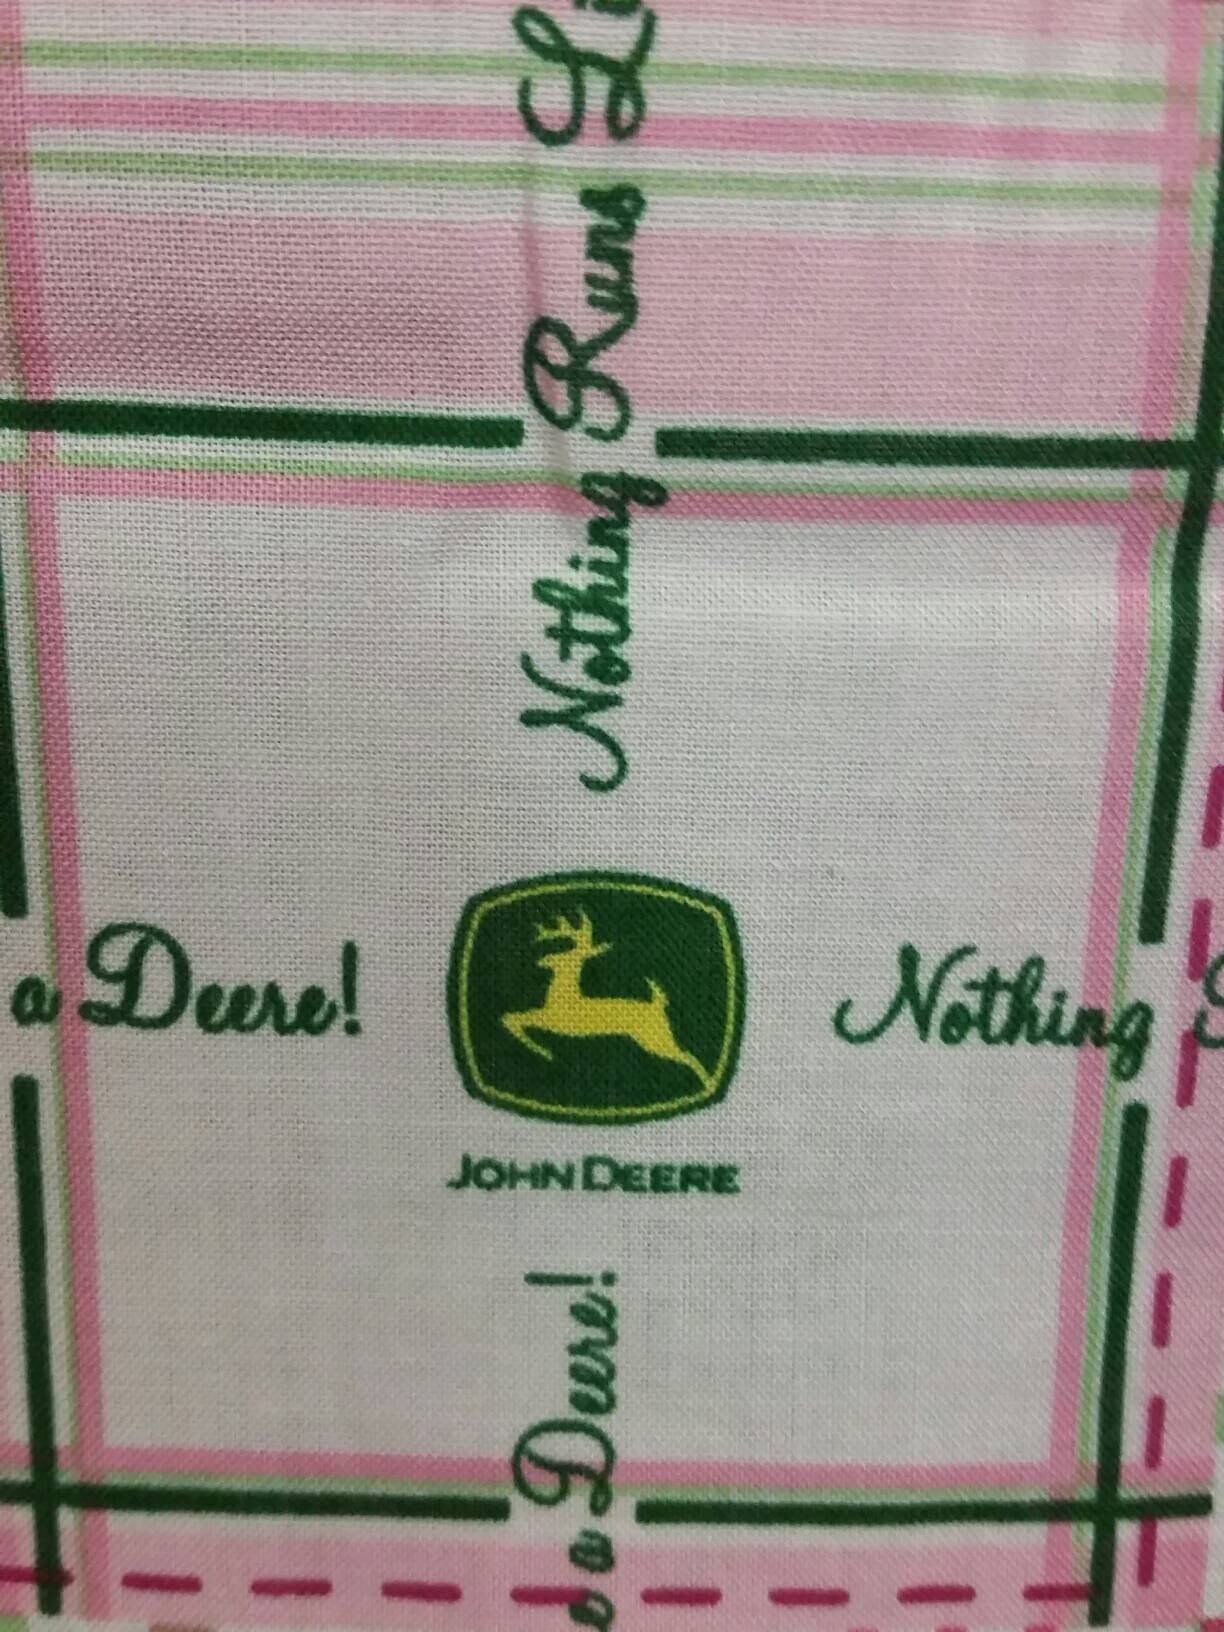 Nothing Runs Li
a Deere!
Nothing
JOHN DEERE
e a Deere!